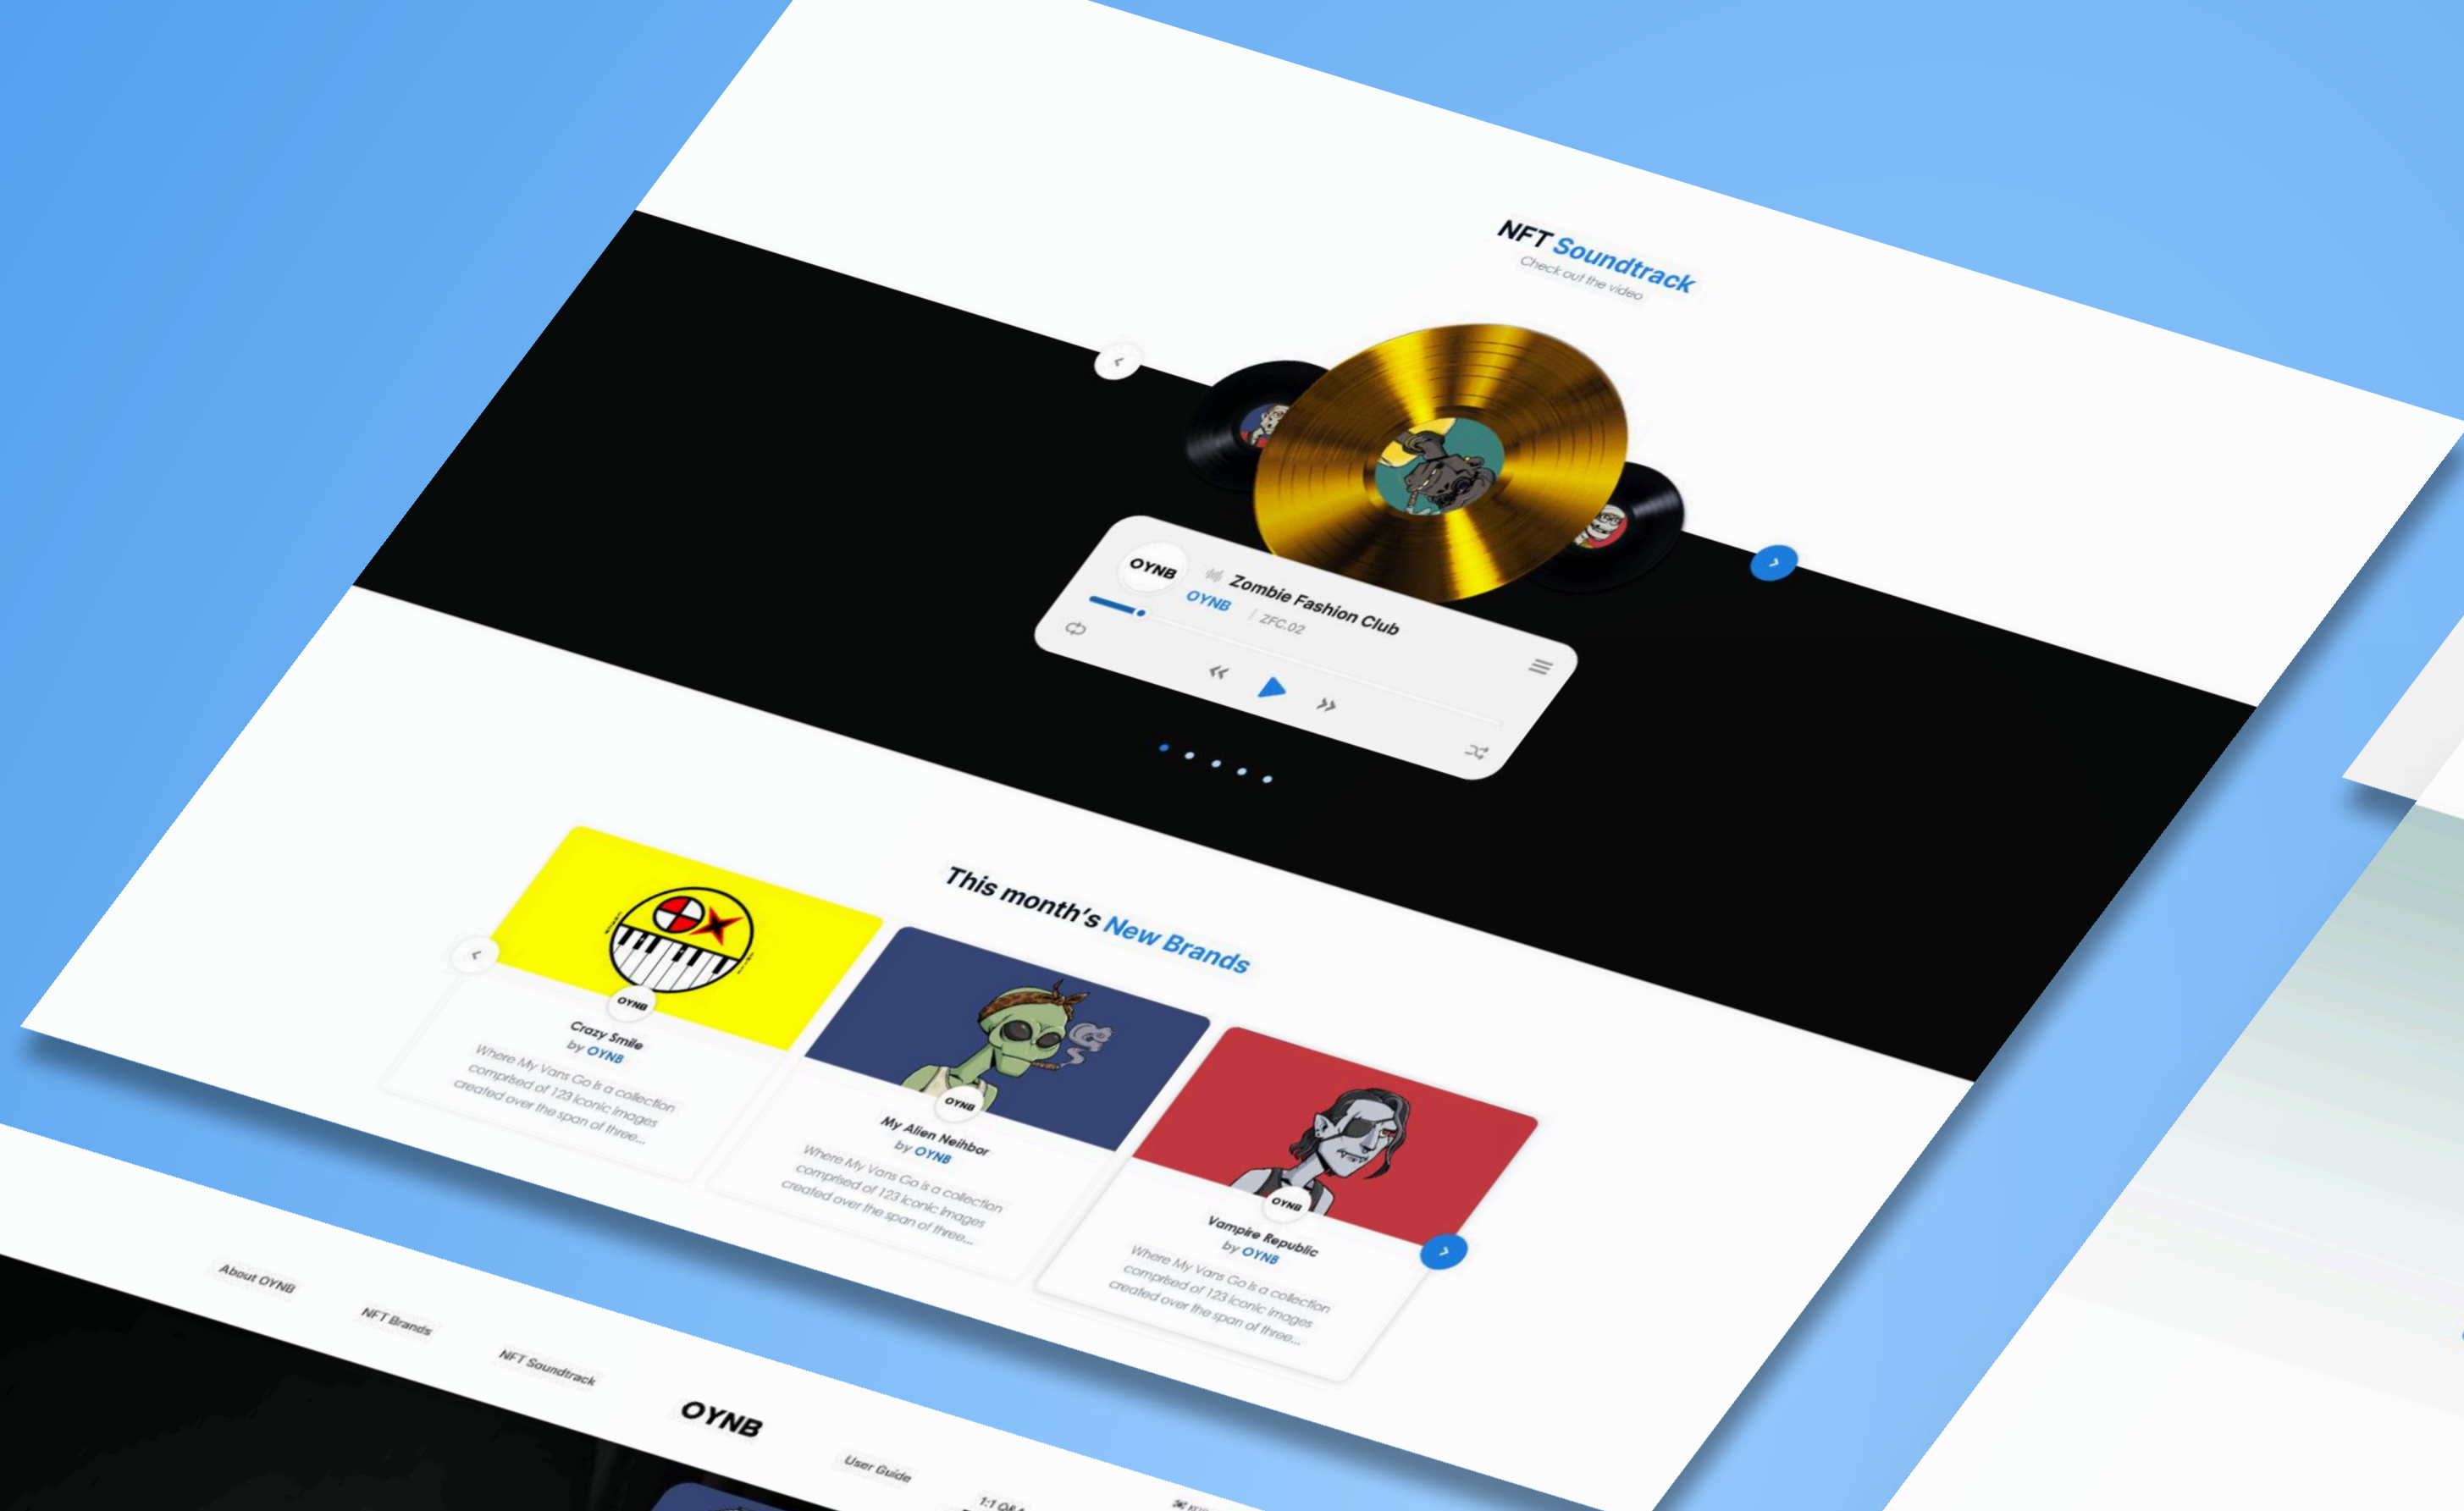 NFT Soundtrack
Check out the video
OYNB
Zombie Fashion Club
OYNB | ZFC.02
This month's New Brands
OYNB
Crazy Smile
by OYNB
Where My Vans Go is a collection
comprised of 123 iconic images
created over the span of three...
OYNB
My Alien Neihbor
by OYNB
Where My Vans Go is a collection
comprised of 123 iconic images
created over the span of three...
OYNB
Vampire Republic
by OYNB
Where My Vans Go is a collection
comprised of 123 iconic images
created over the span of three...
About OYNB
NFT Brands
NFT Soundtrack
OYNB
User Guide
1:1 Q&A